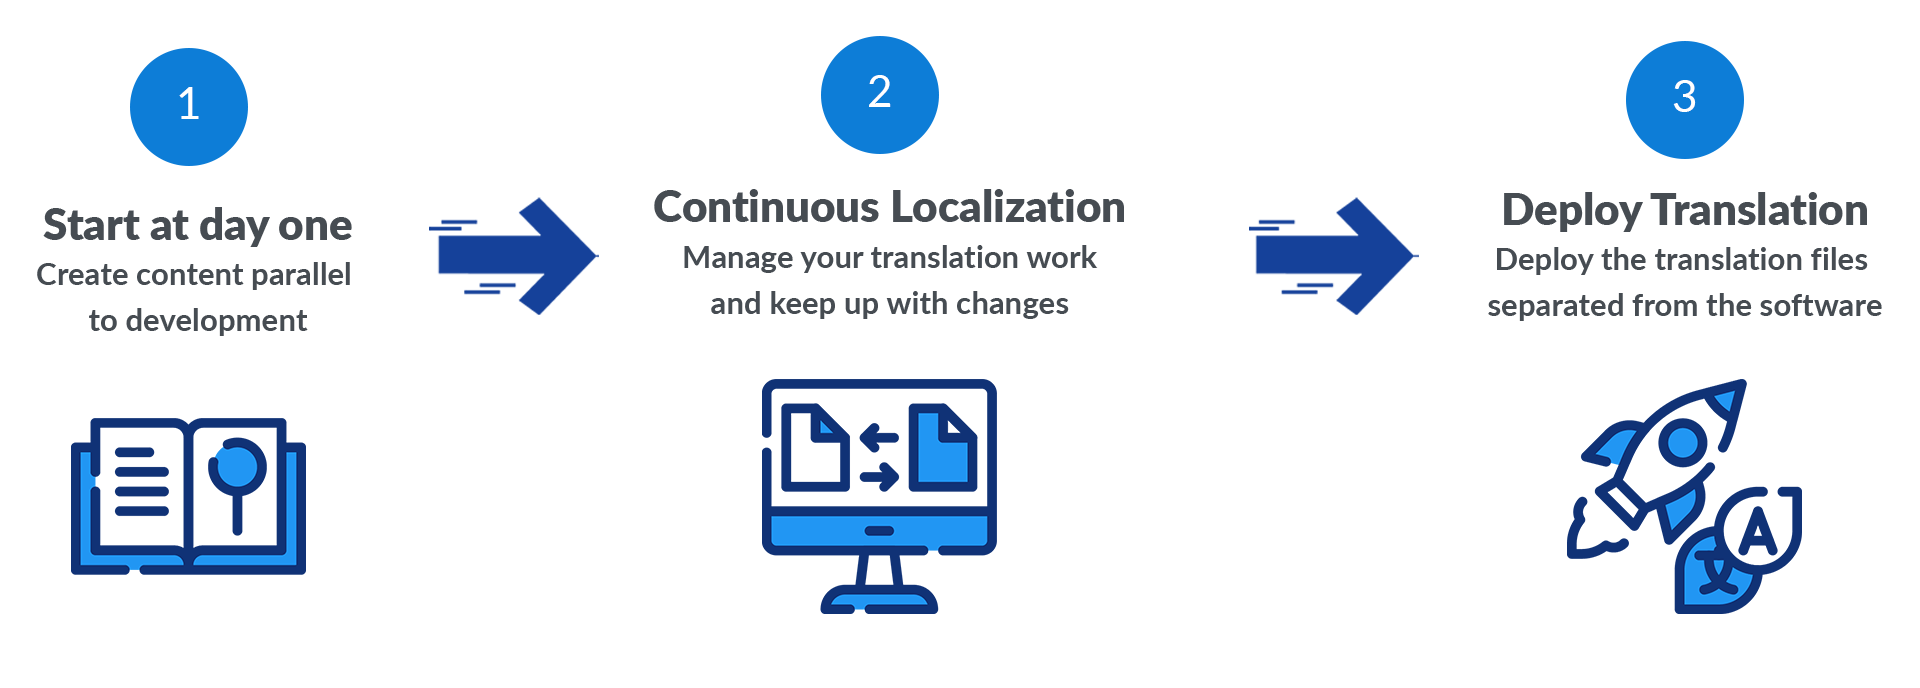 1
Start at day one
Create content parallel
to development
2
Continuous Localization
Manage your translation work
and keep up with changes
3
Deploy Translation
Deploy the translation files
separated from the software
A